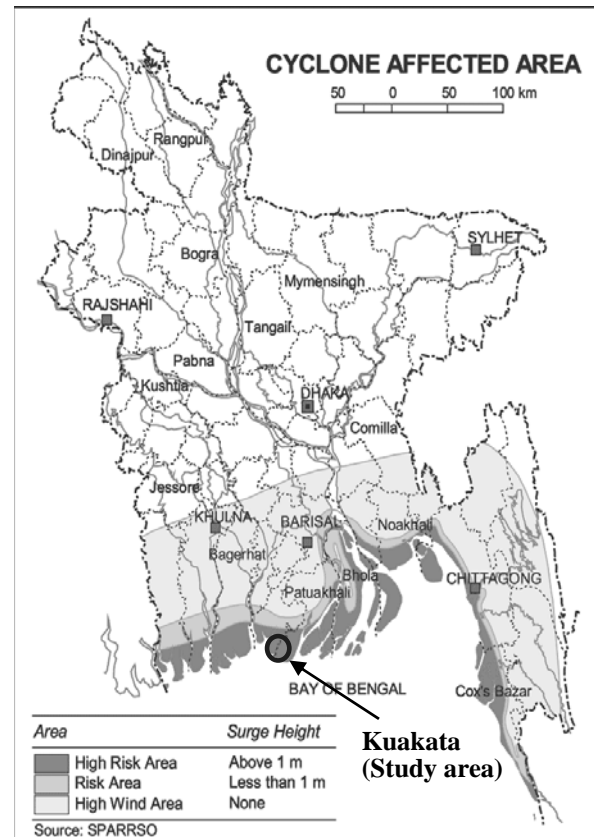 CYCLONE AFFECTED AREA
50 0 50 100 km
Rangpur
Dinajpur
SYLHET
Bogra
Mymensingh
RAJSHAHI
Tangail
Pabna
Kushtia
DHAKA
Comilla
Jessore
KHULNA
BARISAL
Noakhali
Bagerhat
Bhola
CHITTAGONG
Patuakhali
BAY OF BENGAL
Cox's Bazar
Kuakata
(Study area)
Area Surge Height
High Risk Area Above 1 m
Risk Area Less than 1 m
High Wind Area None
Source: SPARRSO